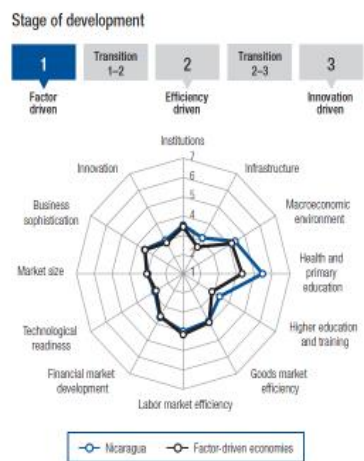 Stage of development
1
Transition
1–2
2
Transition
2–3
3
Factor
driven
Efficiency
driven
Innovation
driven
Institutions
Innovation
Infrastructure
Business
sophistication
Macroeconomic
environment
Market size
Health and
primary
education
Technological
readiness
Higher education
and training
Financial market
development
Goods market
efficiency
Labor market efficiency
7
6
5
4
3
2
1
Nicaragua
Factor-driven economies